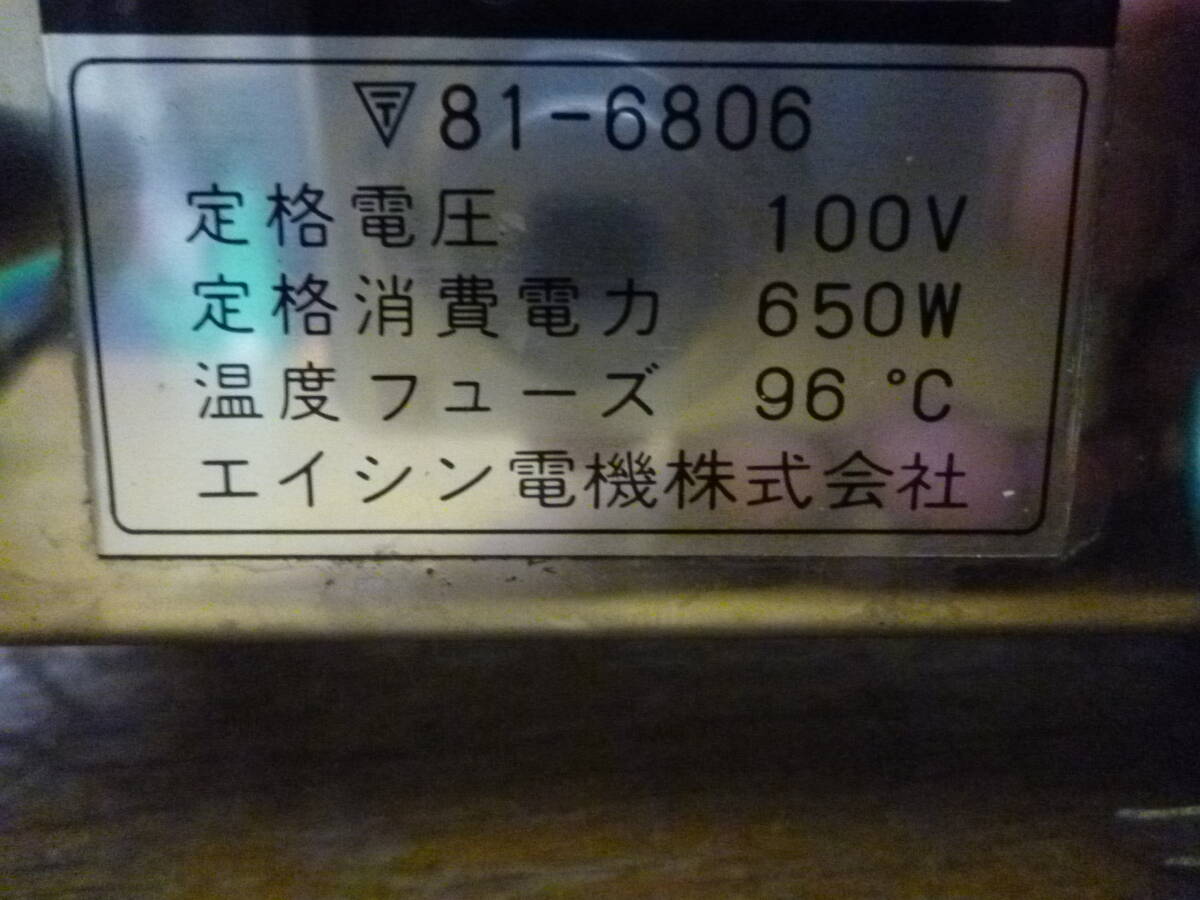 〒81-6806
定格電圧 100V
定格消費電力 650W
温度フューズ 96℃
エイシン電機株式会社